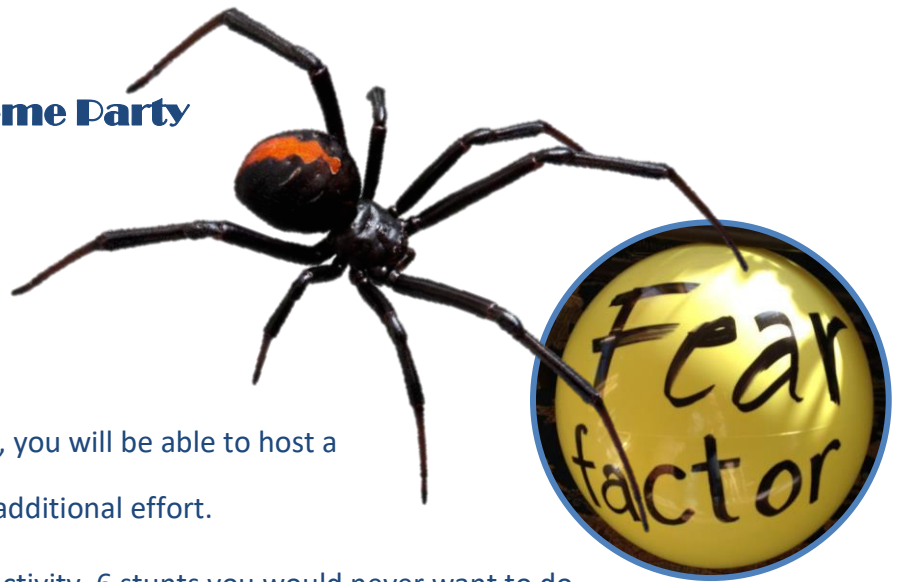 me Party
Fear
factor
, you will be able to host a
additional effort.
ctivity, 6 stunts you would never want to do